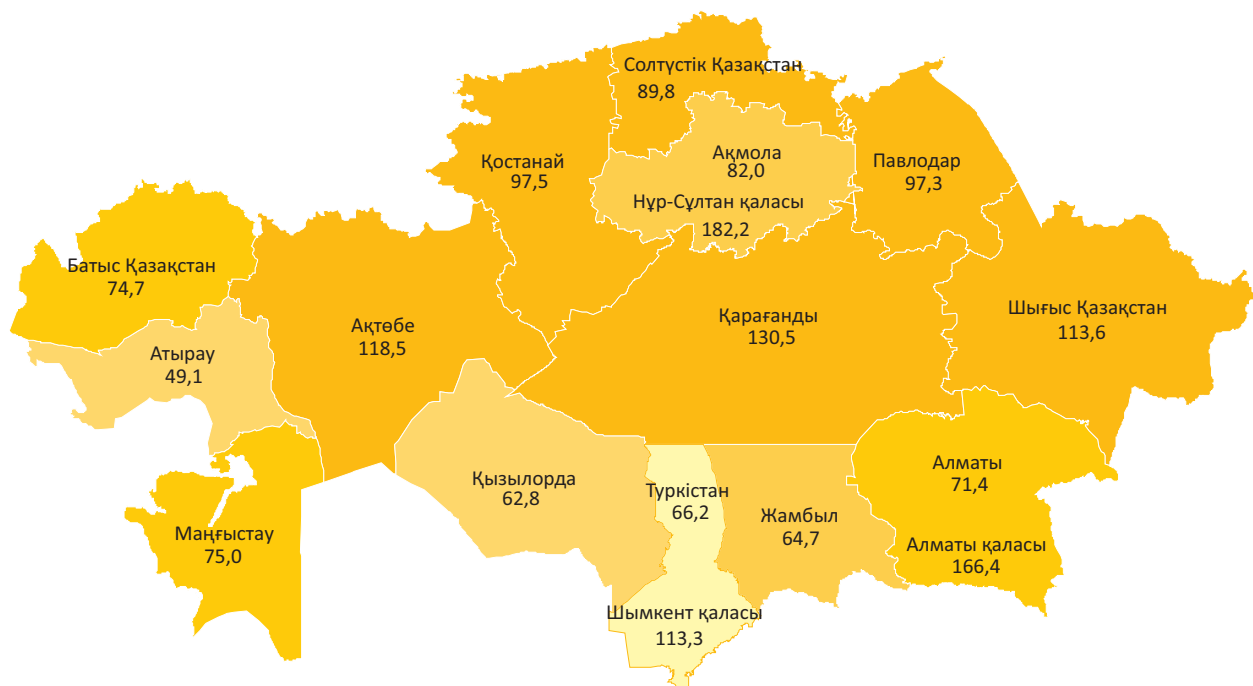 Солтүстік Қазақстан
89,8
Қостанай
97,5
Ақмола
82,0
Нұр-Сұлтан қаласы
182,2
Павлодар
97,3
Батыс Қазақстан
74,7
Ақтөбе
118,5
Қарағанды
130,5
Шығыс Қазақстан
113,6
Атырау
49,1
Қызылорда
62,8
Туркістан
66,2
Жамбыл
64,7
Алматы
71,4
Алматы қаласы
166,4
Маңғыстау
75,0
Шымкент қаласы
113,3